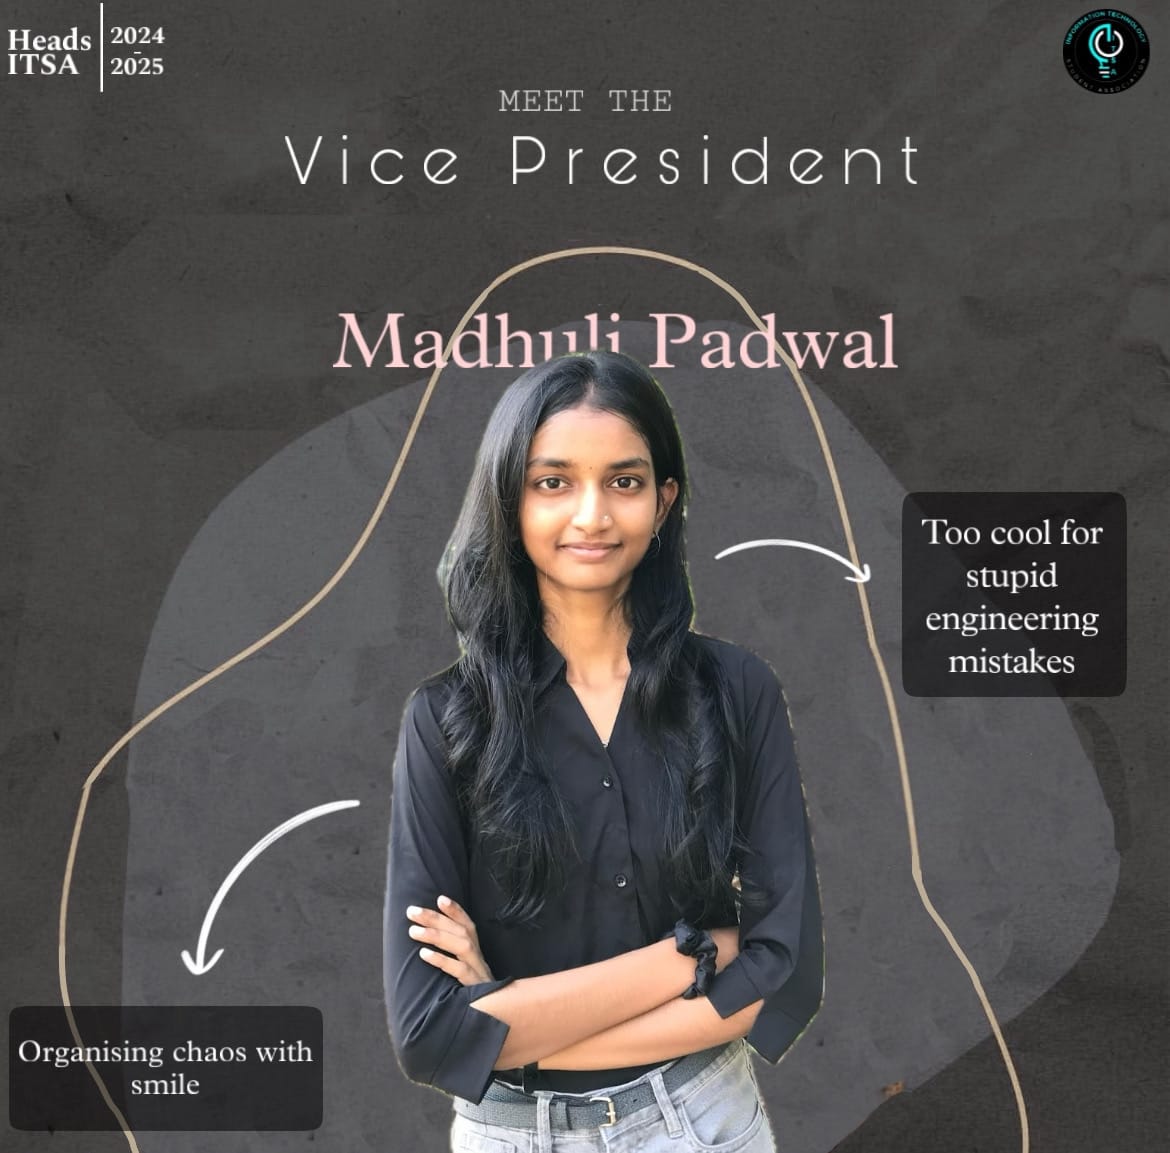 Heads
ITSA
2024
-
2025
INFORMATION TECHNOLOGY
STUDENT ASSOCIATION
MEET THE
Vice President
Madhuli Padwal
Too cool for
stupid
engineering
mistakes
Organising chaos with
smile